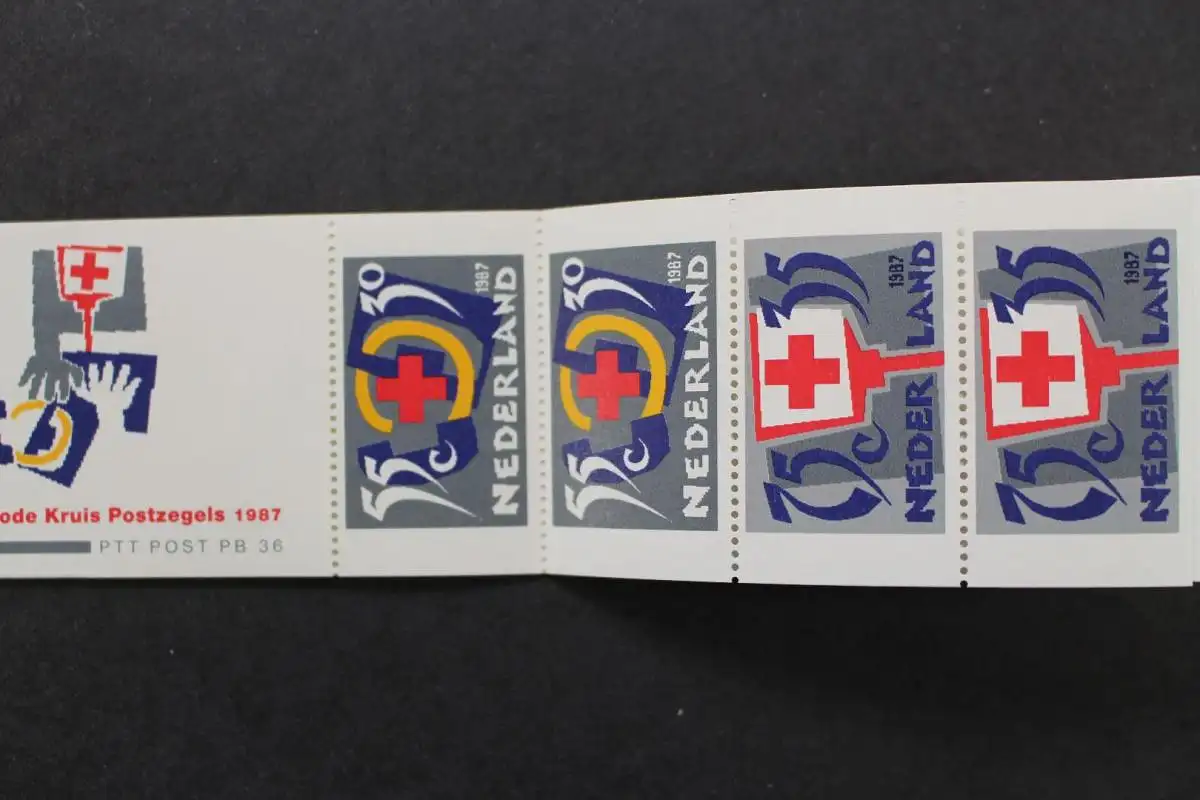 ode Kruis Postzegels 1987
PTT POST PB 36
55 c 30
1987
NEDERLAND
55 c 30
1987
NEDERLAND
75 c 35
1987
NEDERLAND
75 c 35
1987
NEDERLAND